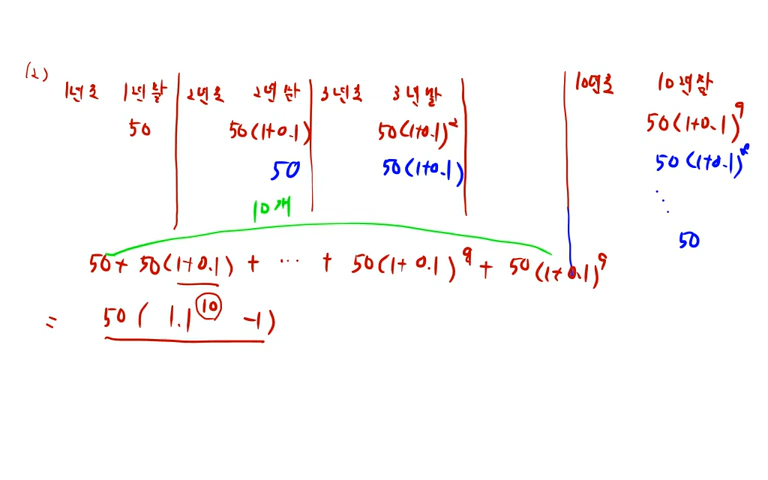 (2)
1년초 1년말 2년초 2년말 3년초 3년말 10년초 10년말
50 50(1+0.1) 50(1+0.1)² 50(1+0.1)⁹
50 50(1+0.1) 50(1+0.1)⁸
⋱
10개
50
50 + 50(1+0.1) + ⋯ + 50(1+0.1)⁹ + 50(1+0.1)⁹
= 50(1.1¹⁰ -1)